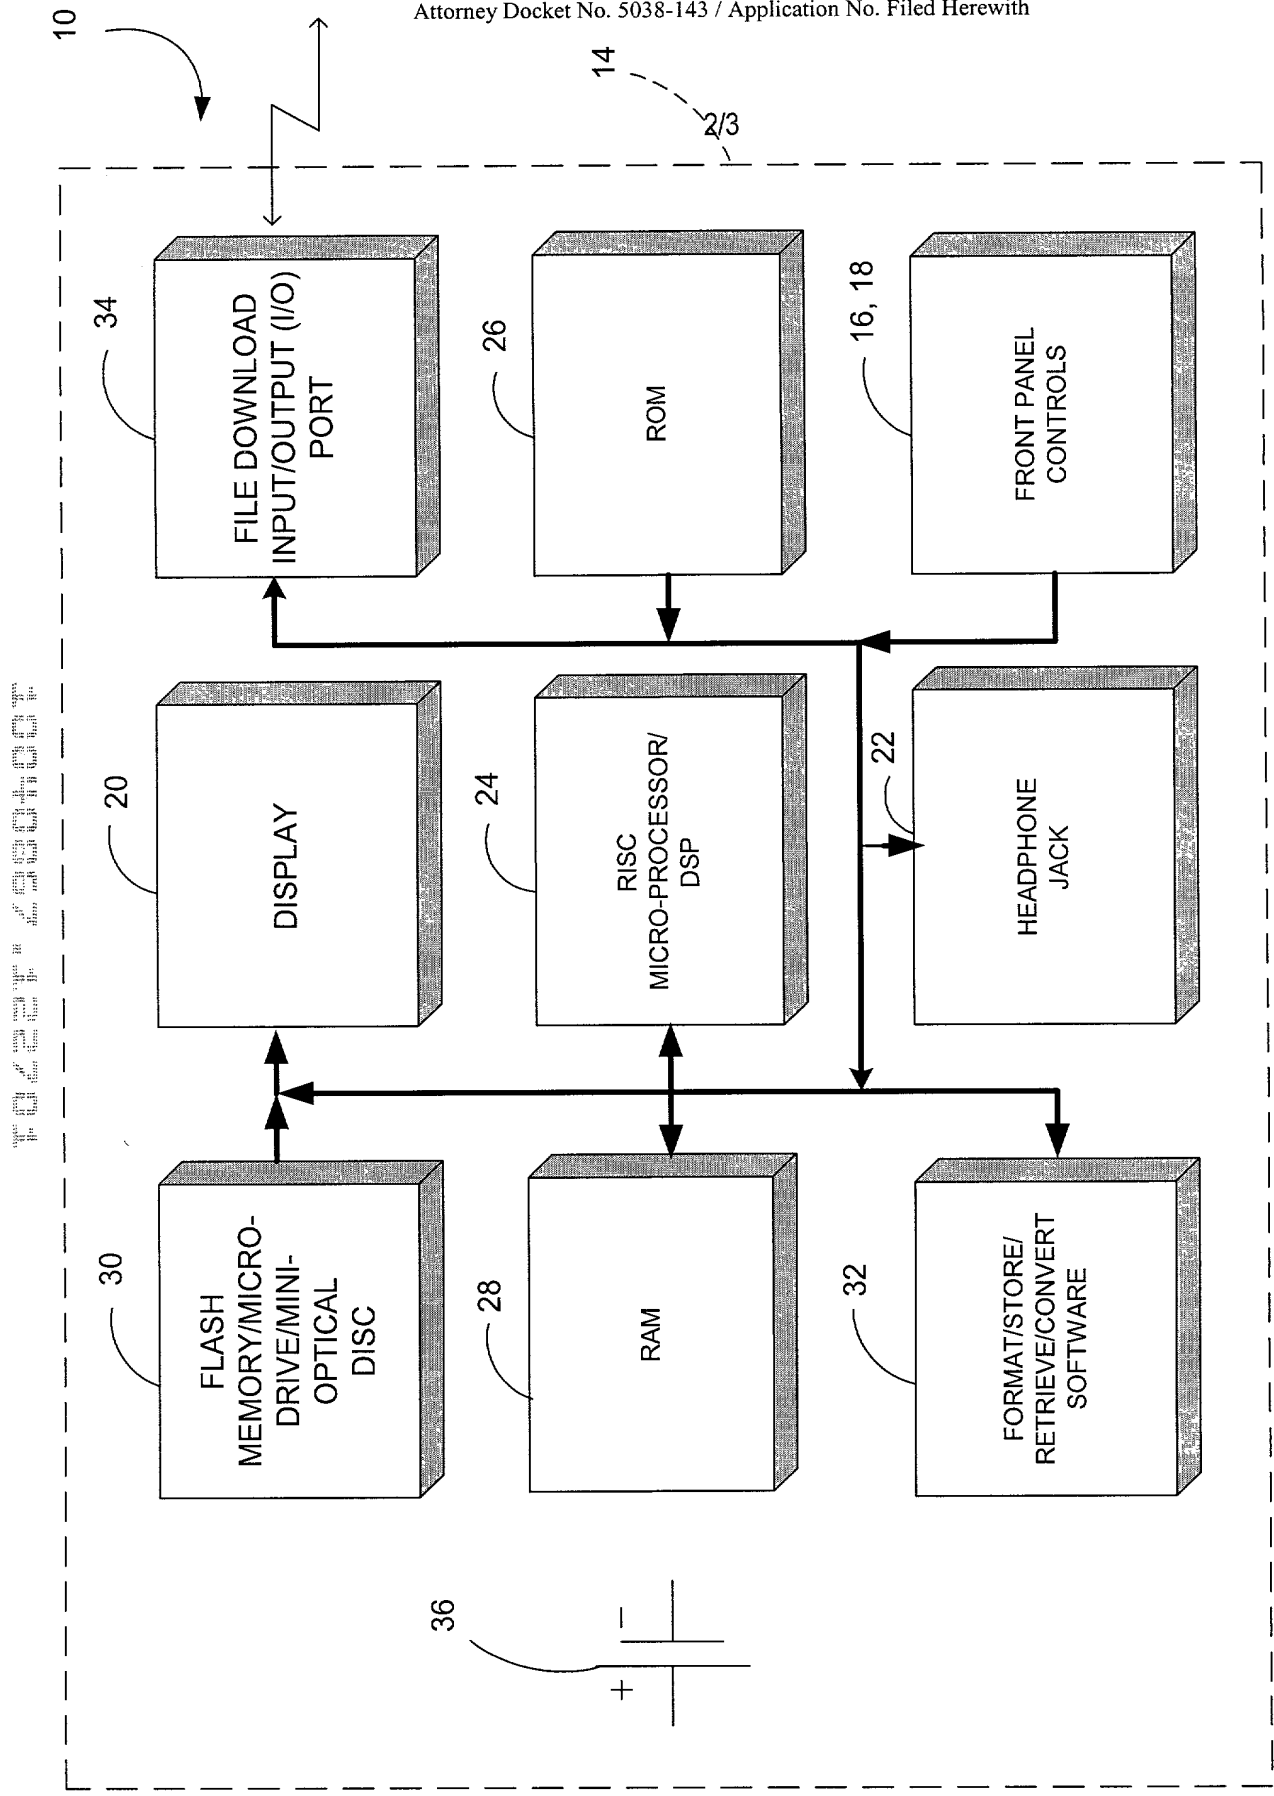 Attorney Docket No. 5038-143 / Application No. Filed Herewith
2/3
10
14
30
FLASH
MEMORY/MICRO-
DRIVE/MINI-
OPTICAL
DISC
20
DISPLAY
34
FILE DOWNLOAD
INPUT/OUTPUT (I/O)
PORT
36
+
−
28
RAM
24
RISC
MICRO-PROCESSOR/
DSP
26
ROM
32
FORMAT/STORE/
RETRIEVE/CONVERT
SOFTWARE
22
HEADPHONE
JACK
16, 18
FRONT PANEL
CONTROLS